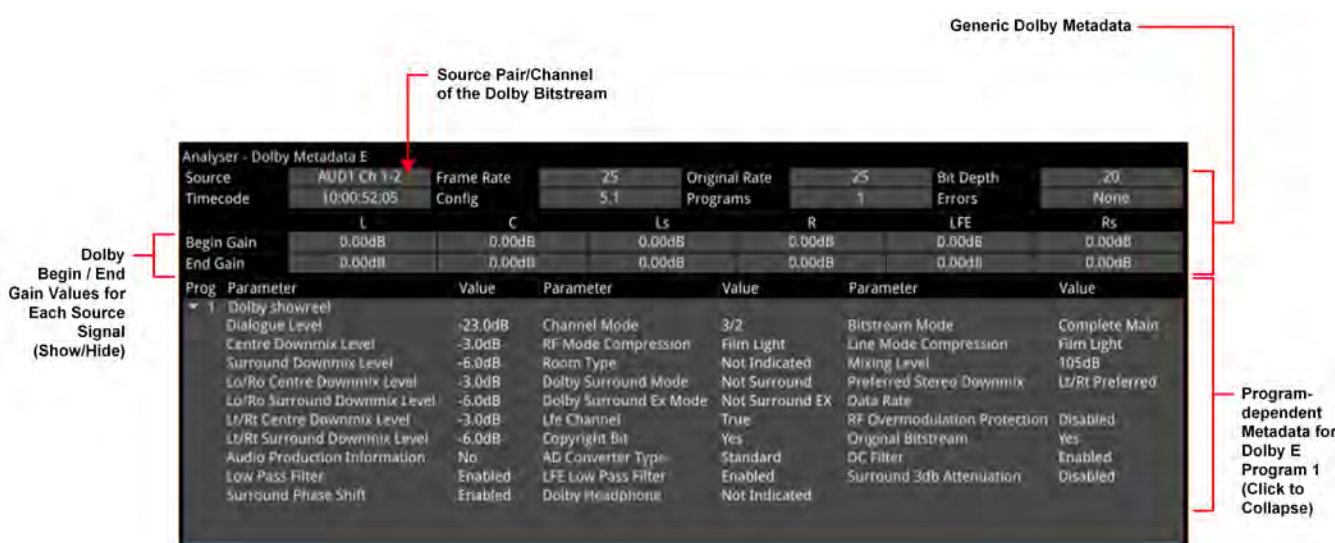 Generic Dolby Metadata
Source Pair/Channel
of the Dolby Bitstream
Analyser - Dolby Metadata E
Source AUD1 Ch 1-2 Frame Rate 25 Original Rate 25 Bit Depth 20
Timecode 10:00:52:05 Config 5.1 Programs 1 Errors None
L C Ls R LFE Rs
Begin Gain 0.00dB 0.00dB 0.00dB 0.00dB 0.00dB 0.00dB
End Gain 0.00dB 0.00dB 0.00dB 0.00dB 0.00dB 0.00dB
Dolby
Begin / End
Gain Values for
Each Source
Signal
(Show/Hide)
Prog Parameter Value Parameter Value Parameter Value
1 Dolby showreel
Dialogue Level -23.0dB Channel Mode 3/2 Bitstream Mode Complete Main
Centre Downmix Level -3.0dB RF Mode Compression Film Light Line Mode Compression Film Light
Surround Downmix Level -6.0dB Room Type Not Indicated Mixing Level 105dB
Lo/Ro Centre Downmix Level -3.0dB Dolby Surround Mode Not Surround Preferred Stereo Downmix Lt/Rt Preferred
Lo/Ro Surround Downmix Level -6.0dB Dolby Surround Ex Mode Not Surround EX Data Rate
Lt/Rt Centre Downmix Level -3.0dB Lfe Channel True RF Overmodulation Protection Disabled
Lt/Rt Surround Downmix Level -6.0dB Copyright Bit Yes Original Bitstream Yes
Audio Production Information No AD Converter Type Standard DC Filter Enabled
Low Pass Filter Enabled LFE Low Pass Filter Enabled Surround 3db Attenuation Disabled
Surround Phase Shift Enabled Dolby Headphone Not Indicated
Program-
dependent
Metadata for
Dolby E
Program 1
(Click to
Collapse)